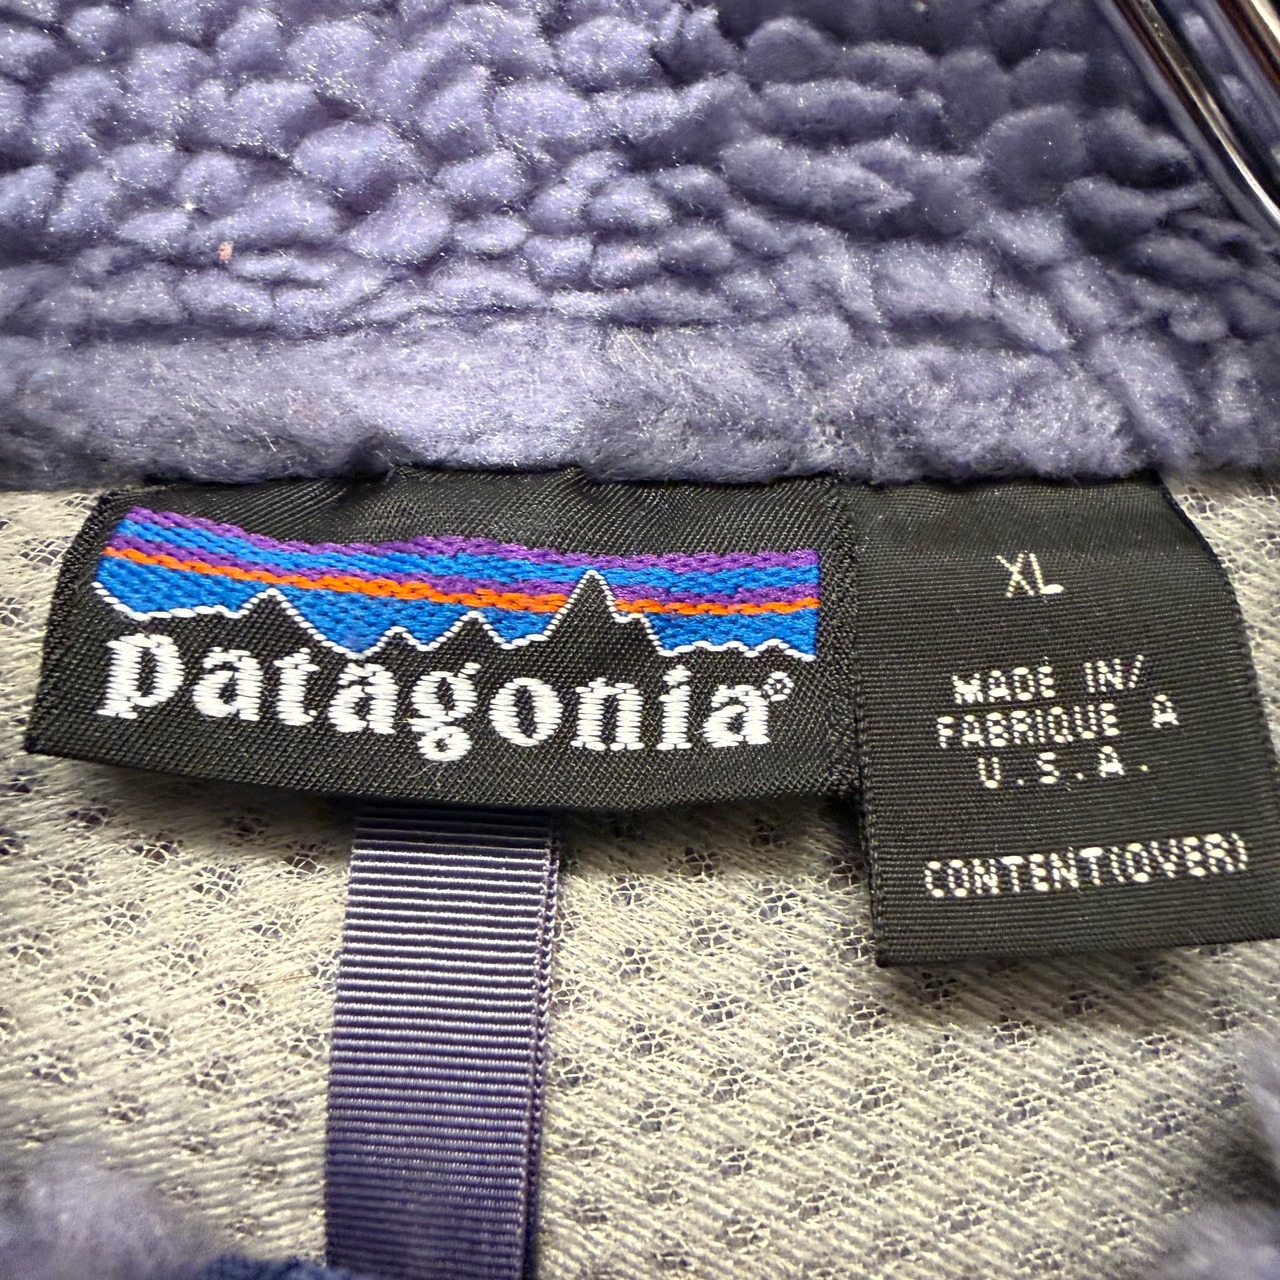 patagonia®
XL
MADE IN/
FABRIQUE A
U.S.A.
CONTENT(OVER)